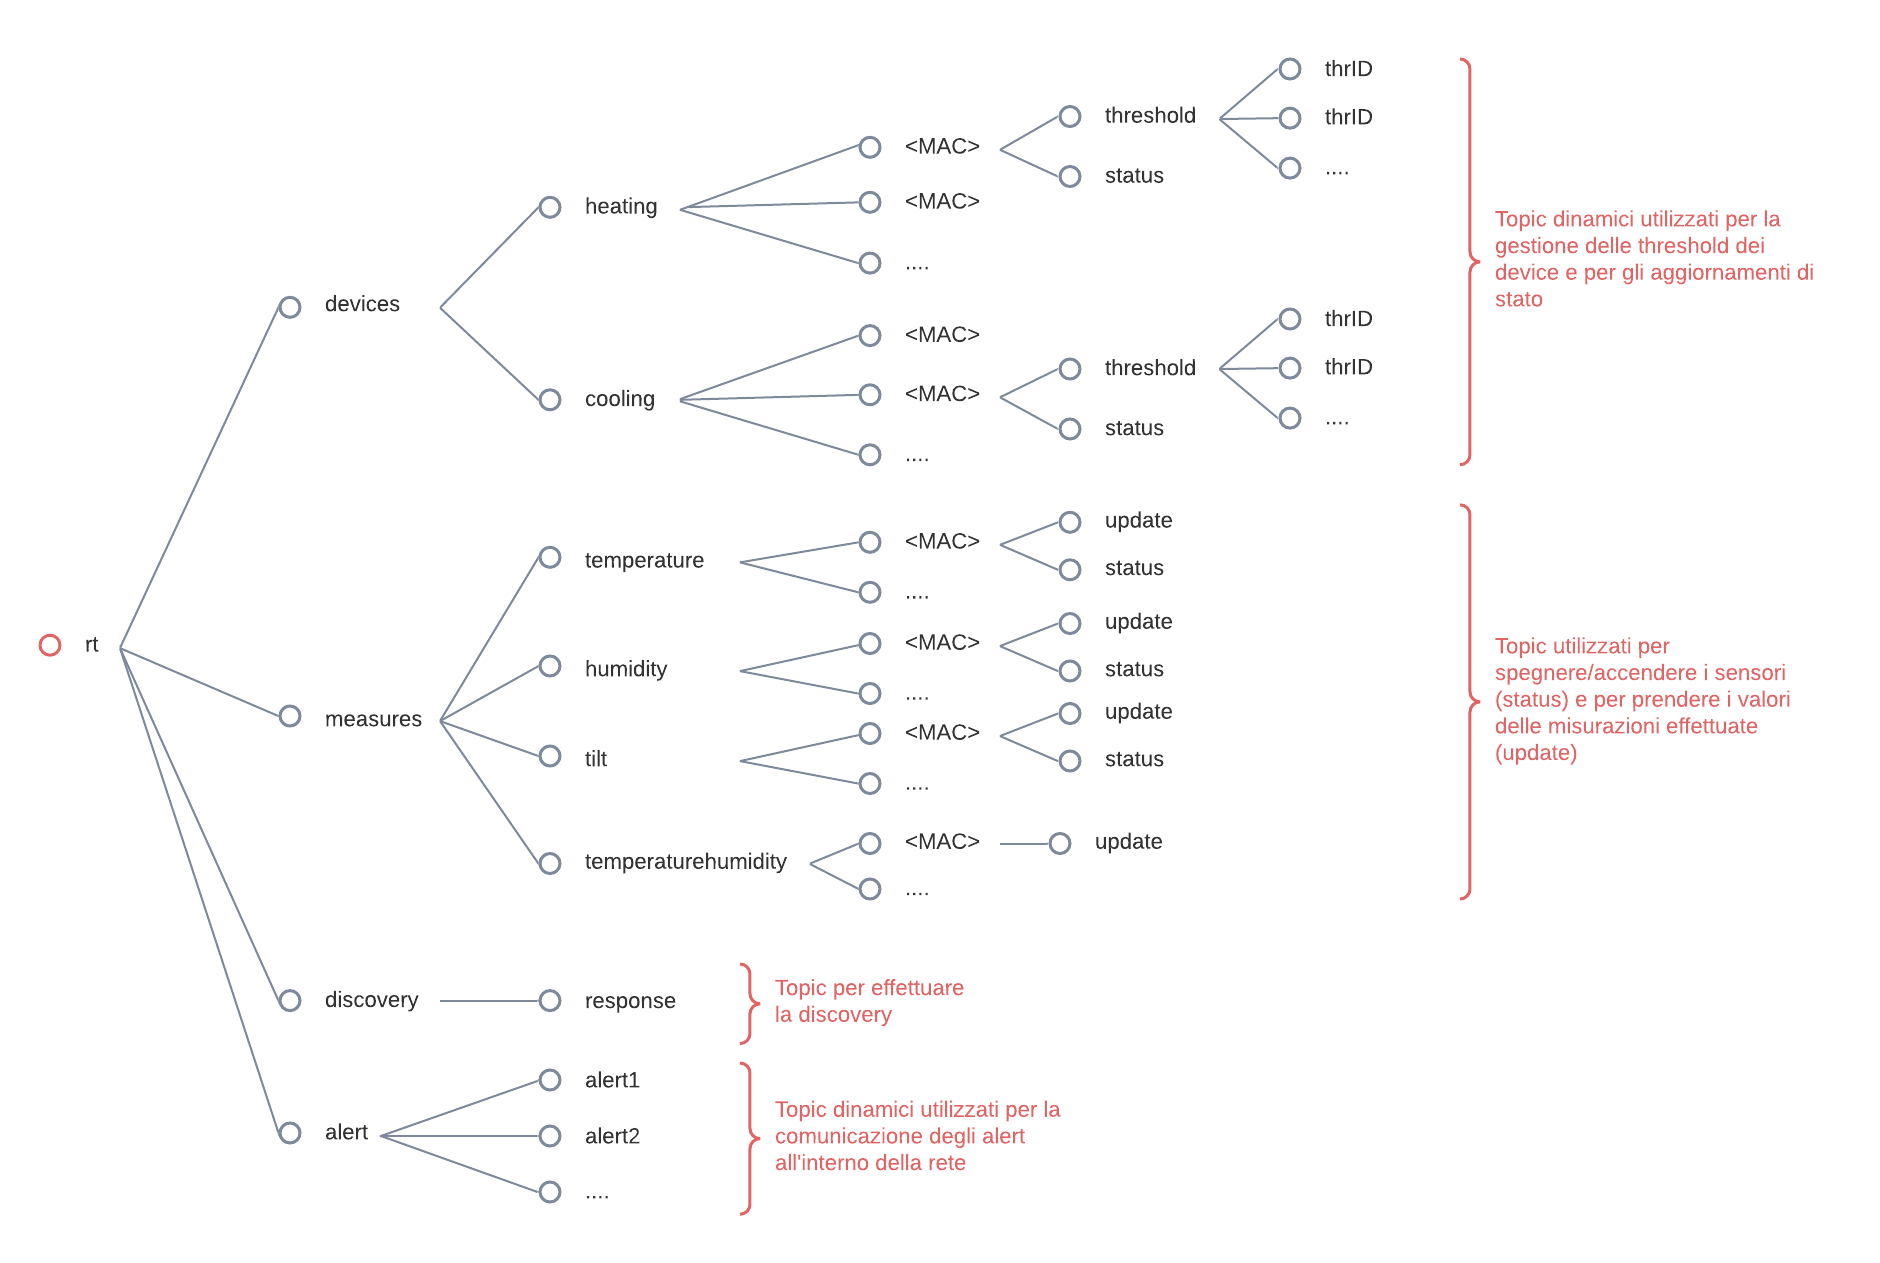 rt
devices
heating
<MAC>
threshold
thrID
thrID
....
status
<MAC>
....
cooling
<MAC>
<MAC>
threshold
thrID
thrID
....
status
....
Topic dinamici utilizzati per la
gestione delle threshold dei
device e per gli aggiornamenti di
stato
measures
temperature
<MAC>
update
status
....
humidity
<MAC>
update
status
....
tilt
<MAC>
update
status
....
temperaturehumidity
<MAC>
update
....
Topic utilizzati per
spegnere/accendere i sensori
(status) e per prendere i valori
delle misurazioni effettuate
(update)
discovery
response
Topic per effettuare
la discovery
alert
alert1
alert2
....
Topic dinamici utilizzati per la
comunicazione degli alert
all'interno della rete